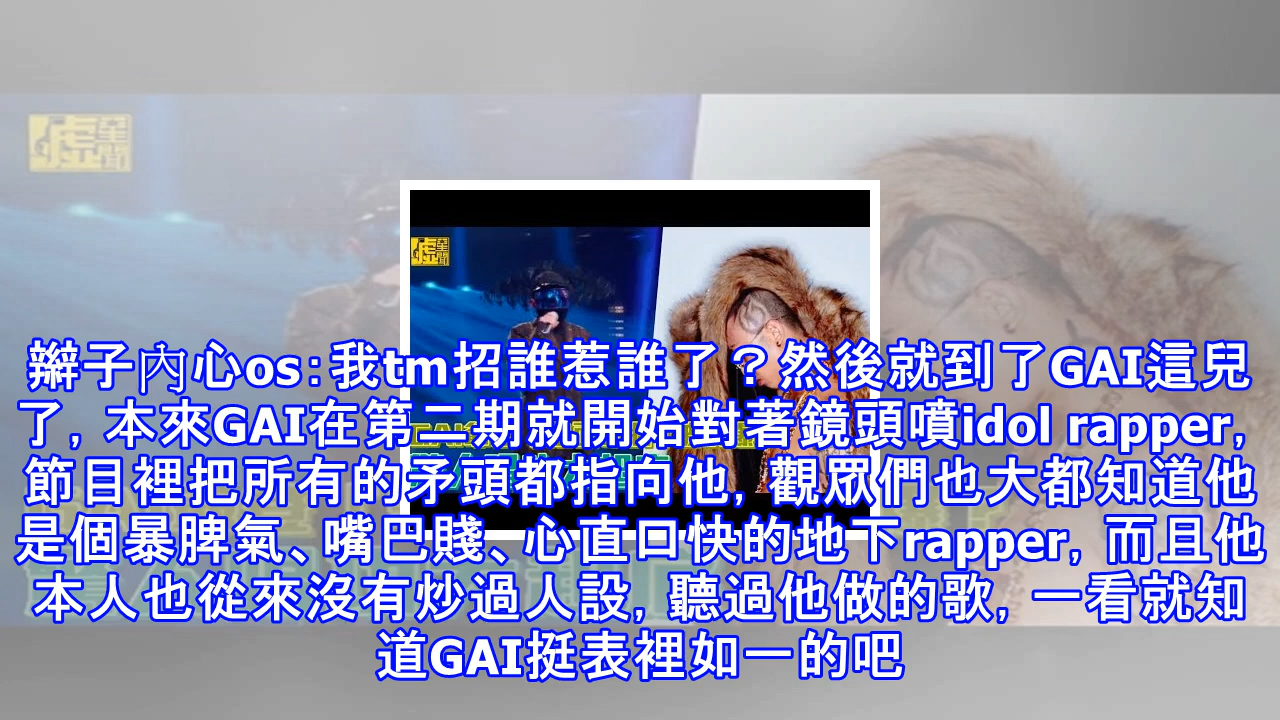 噓星聞
噓星聞
辮子內心os：我tm招誰惹誰了？然後就到了GAI這兒
了，本來GAI在第二期就開始對著鏡頭噴idol rapper，
節目裡把所有的矛頭都指向他，觀眾們也大都知道他
是個暴脾氣、嘴巴賤、心直口快的地下rapper，而且他
本人也從來沒有炒過人設，聽過他做的歌，一看就知
道GAI挺表裡如一的吧